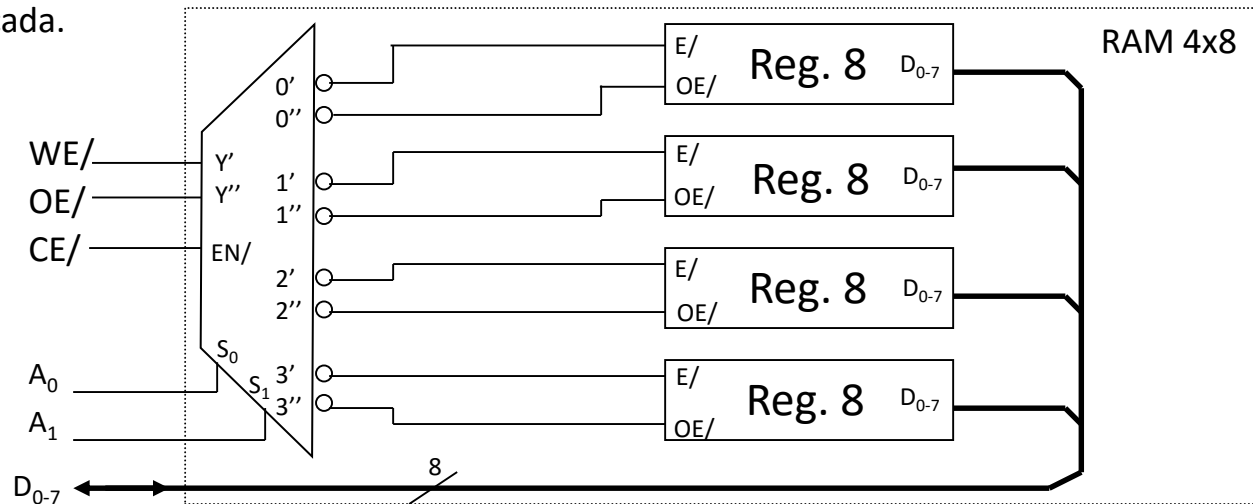 ada.
RAM 4x8
WE/
OE/
CE/
A₀
A₁
D₀₋₇
Y'
Y''
EN/
S₀
S₁
0'
0''
1'
1''
2'
2''
3'
3''
8
E/
OE/
Reg. 8
D₀₋₇
E/
OE/
Reg. 8
D₀₋₇
E/
OE/
Reg. 8
D₀₋₇
E/
OE/
Reg. 8
D₀₋₇